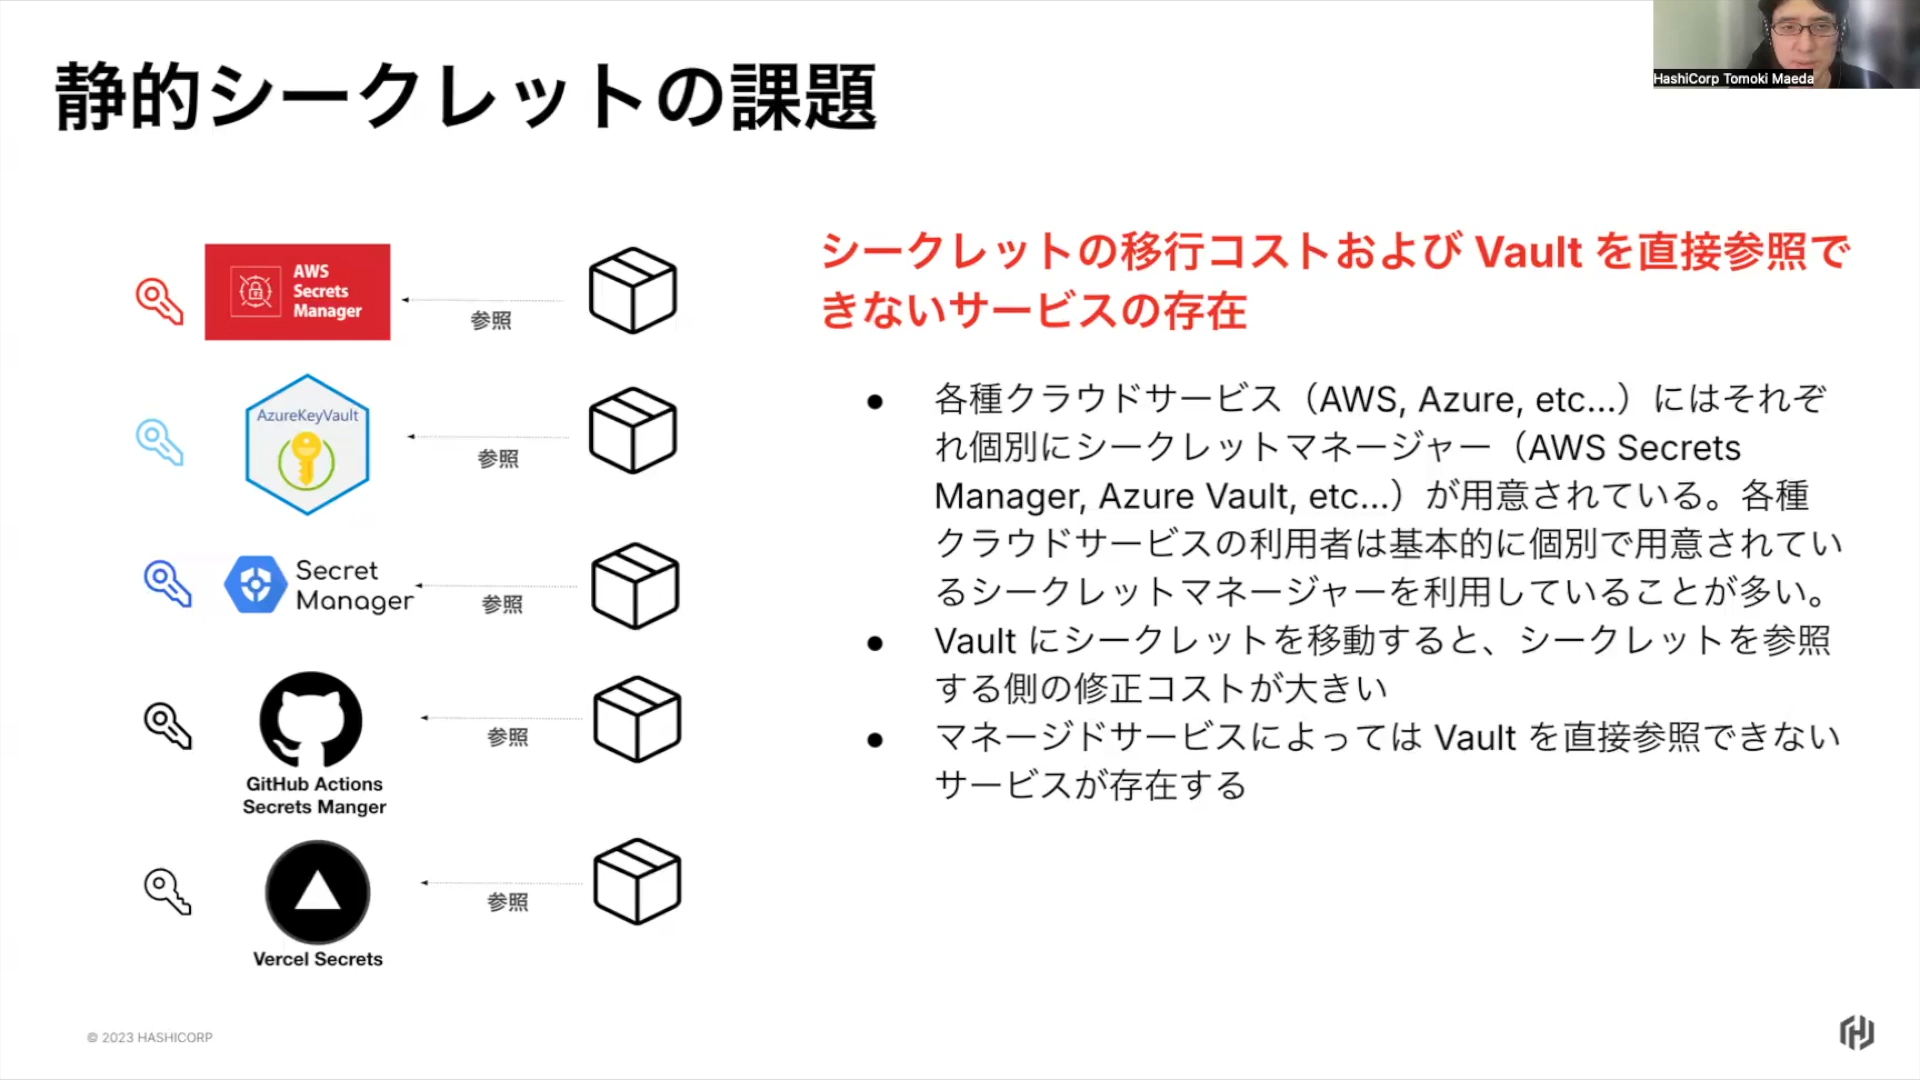 静的シークレットの課題
HashiCorp Tomoki Maeda
シークレットの移行コストおよび Vault を直接参照で
きないサービスの存在
AWS
Secrets
Manager
参照
AzureKeyVault
参照
Secret
Manager
参照
GitHub Actions
Secrets Manger
参照
Vercel Secrets
参照
● 各種クラウドサービス（AWS, Azure, etc...）にはそれぞ
れ個別にシークレットマネージャー（AWS Secrets
Manager, Azure Vault, etc...）が用意されている。各種
クラウドサービスの利用者は基本的に個別で用意されてい
るシークレットマネージャーを利用していることが多い。
● Vault にシークレットを移動すると、シークレットを参照
する側の修正コストが大きい
● マネージドサービスによっては Vault を直接参照できない
サービスが存在する
© 2023 HASHICORP